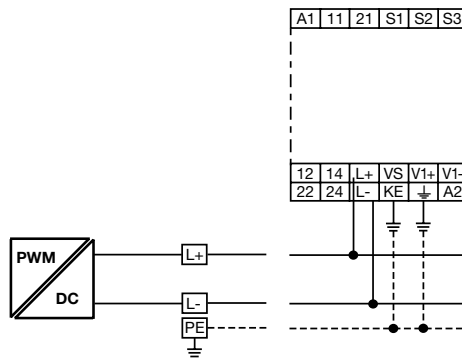 A1 11 21 S1 S2 S3
12 14 L+ VS V1+ V1-
22 24 L- KE A2
PWM
DC
L+
L-
PE